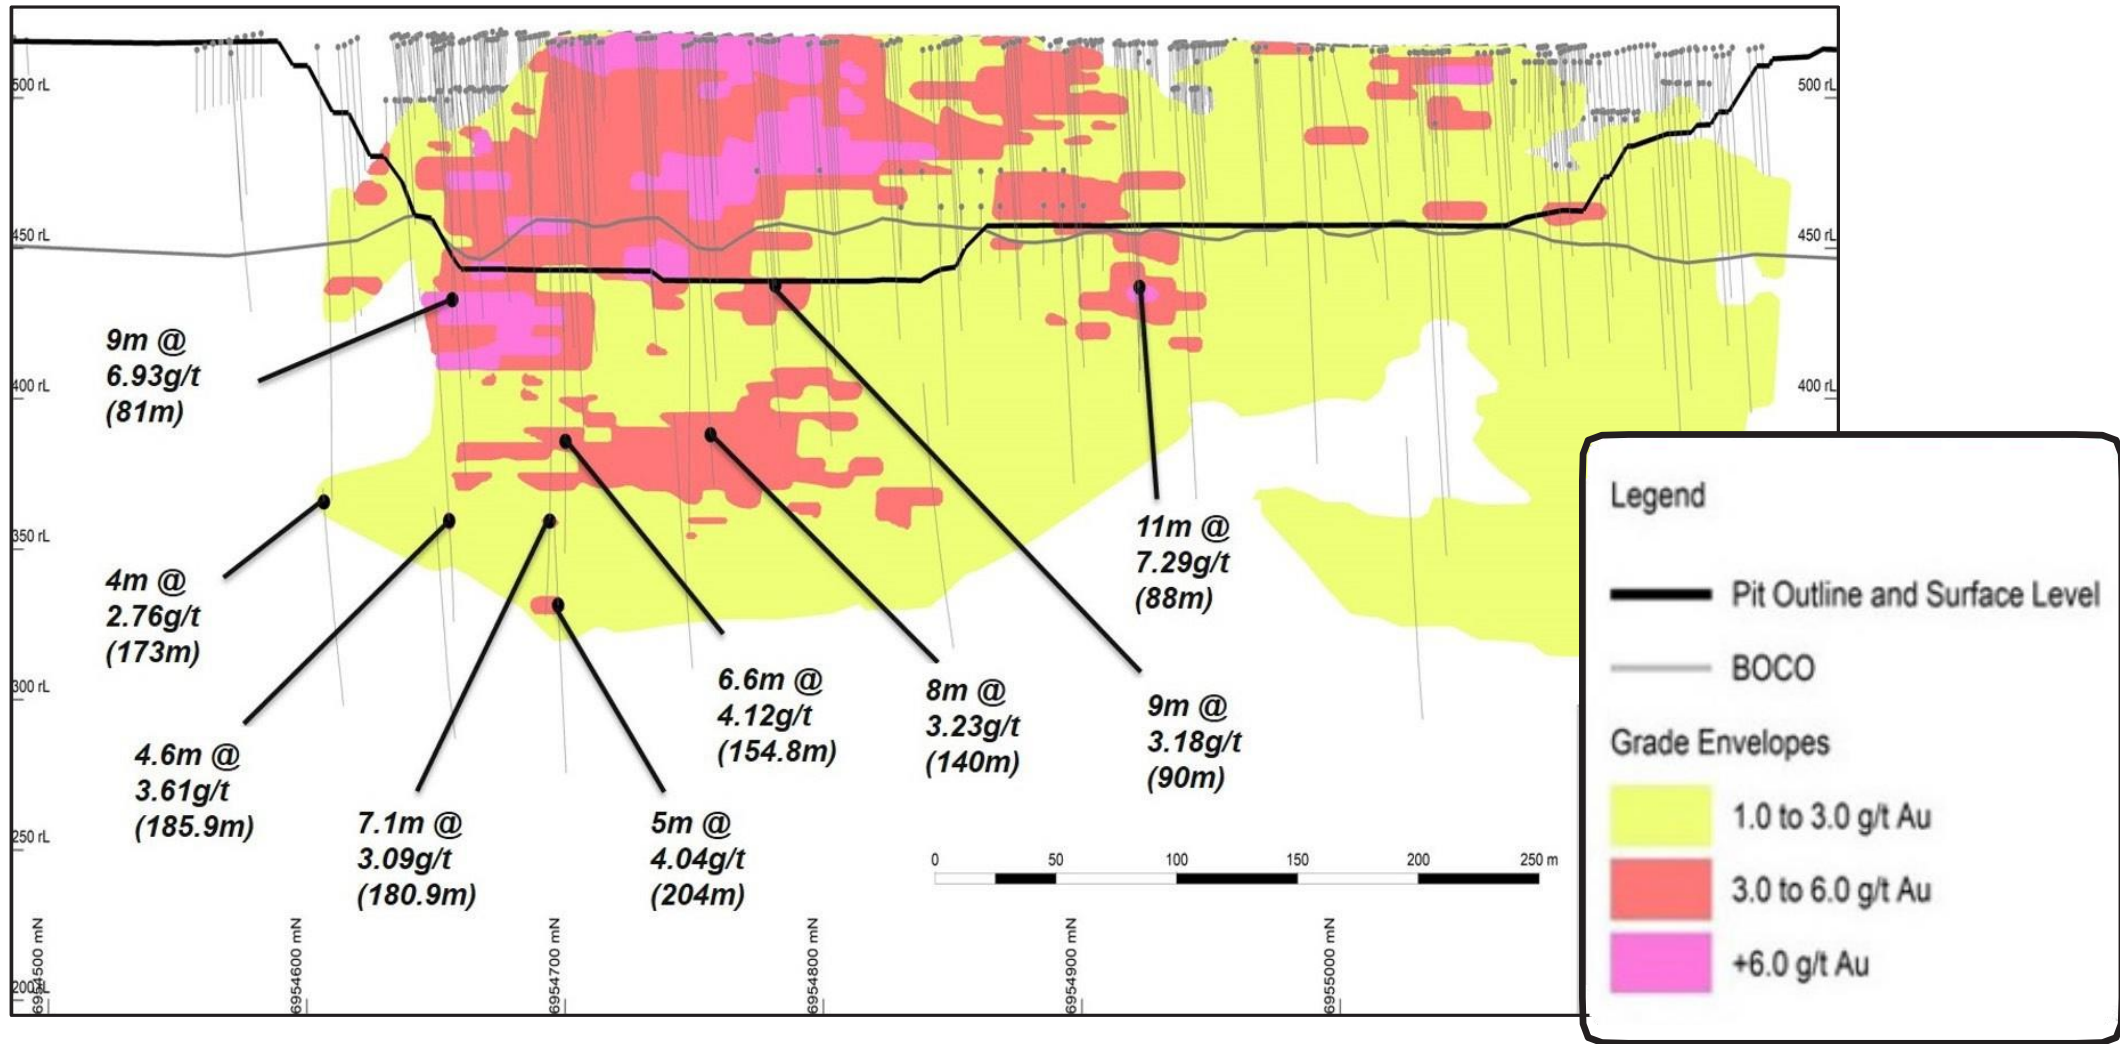 500 rL
500 rL
450 rL
450 rL
400 rL
400 rL
350 rL
300 rL
250 rL
200 rL
9m @
6.93g/t
(81m)
4m @
2.76g/t
(173m)
4.6m @
3.61g/t
(185.9m)
7.1m @
3.09g/t
(180.9m)
5m @
4.04g/t
(204m)
6.6m @
4.12g/t
(154.8m)
8m @
3.23g/t
(140m)
9m @
3.18g/t
(90m)
11m @
7.29g/t
(88m)
0 50 100 150 200 250 m
6954500 mN
6954600 mN
6954700 mN
6954800 mN
6954900 mN
6955000 mN
Legend
Pit Outline and Surface Level
BOCO
Grade Envelopes
1.0 to 3.0 g/t Au
3.0 to 6.0 g/t Au
+6.0 g/t Au